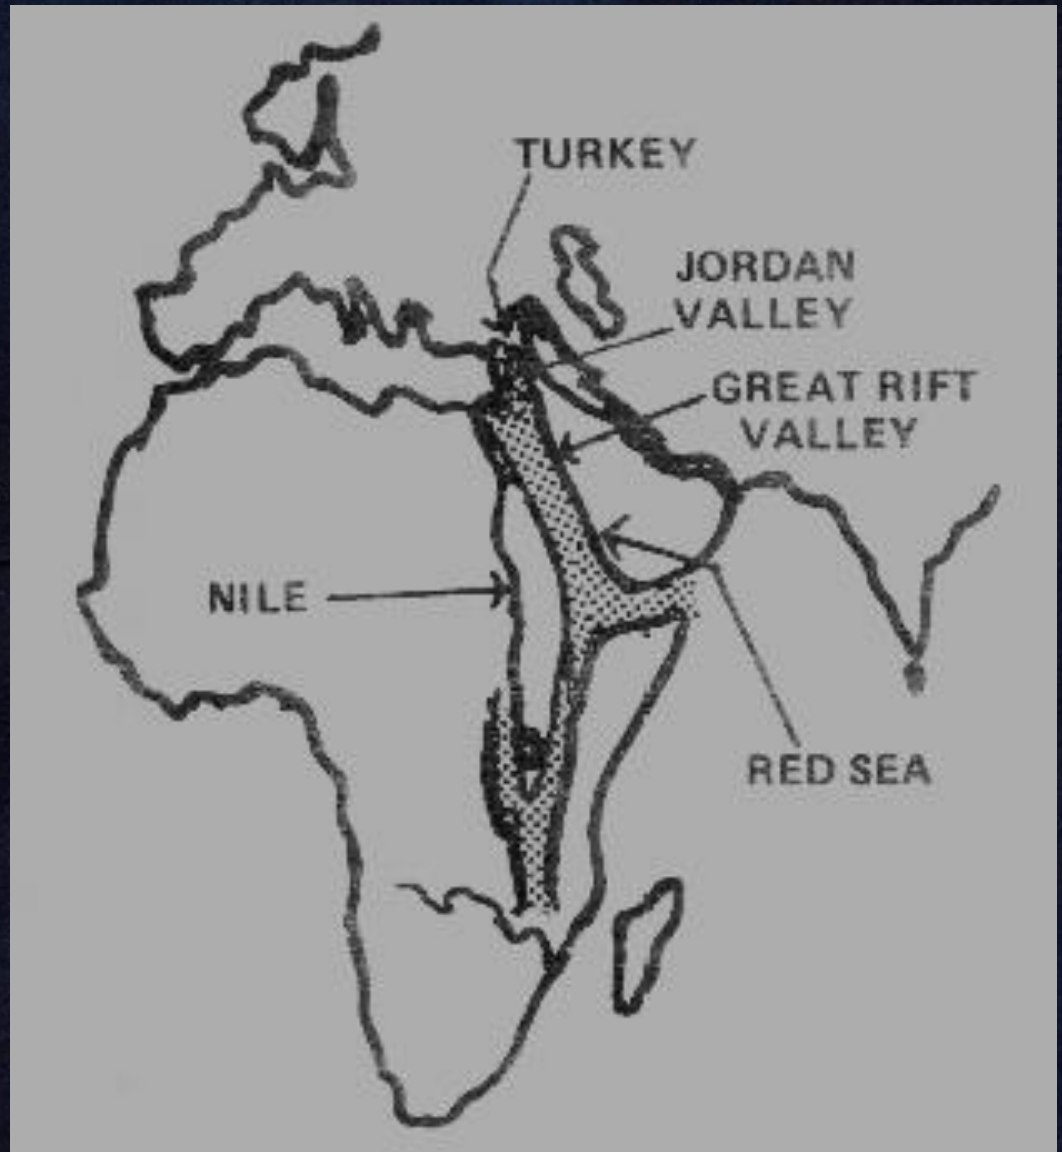 TURKEY
JORDAN
VALLEY
GREAT RIFT
VALLEY
NILE
RED SEA